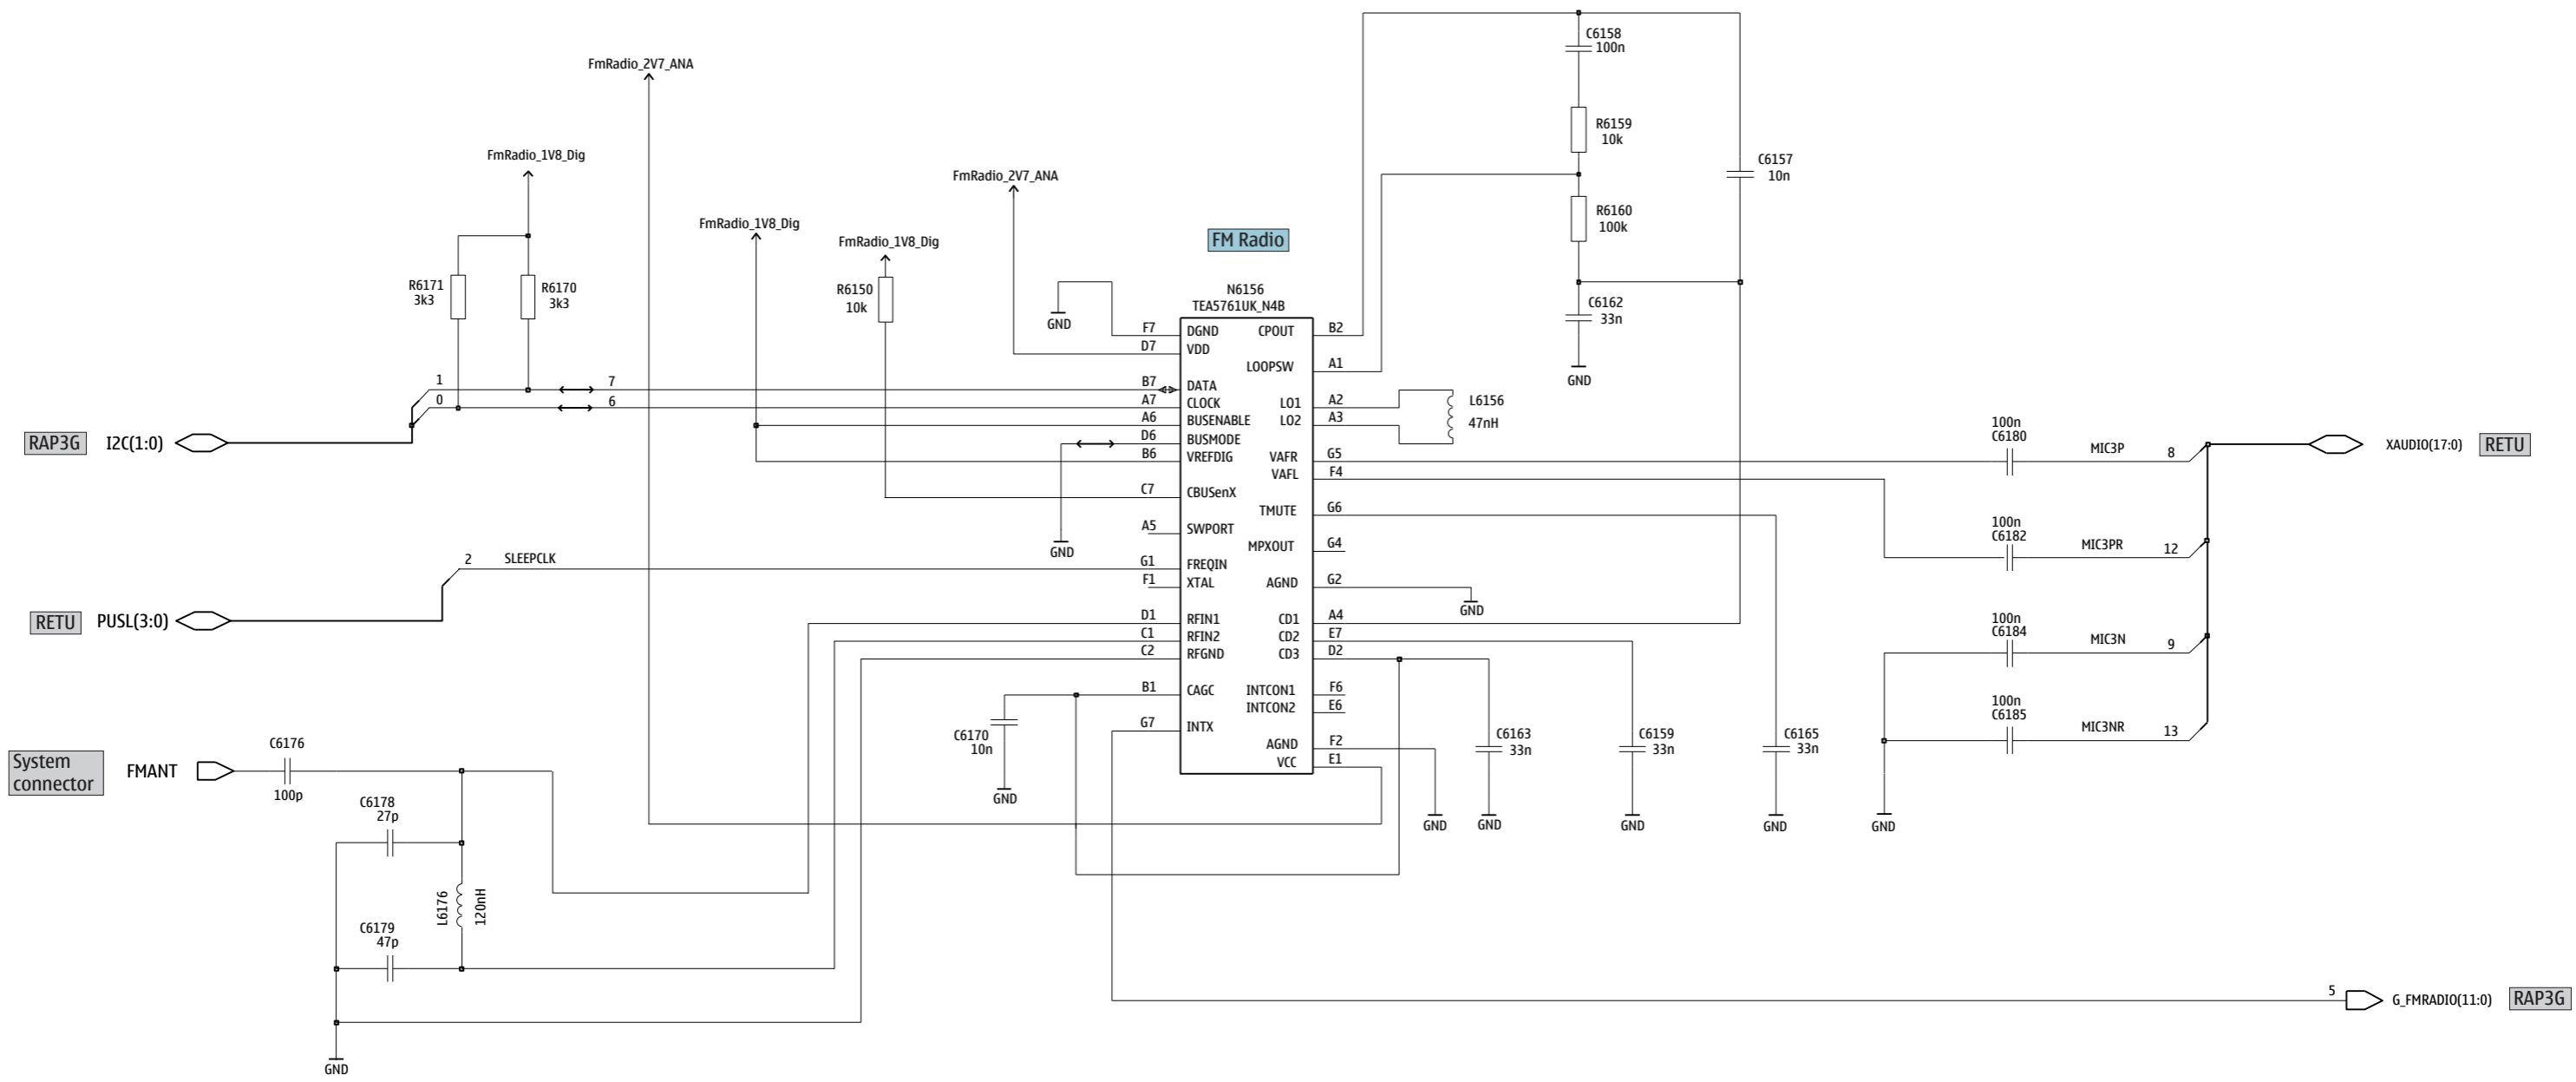 C6158
100n
FmRadio_2V7_ANA
R6159
10k
FmRadio_1V8_Dig
C6157
10n
FmRadio_2V7_ANA
R6160
100k
FmRadio_1V8_Dig
FmRadio_1V8_Dig
FM Radio
R6171
3k3
R6170
3k3
R6150
10k
N6156
TEA5761UK_N4B
GND
C6162
33n
GND
F7 DGND CPOUT B2
D7 VDD
LOOPSW A1
1 7 B7 DATA
0 6 A7 CLOCK LO1 A2
A6 BUSENABLE LO2 A3
L6156
47nH
RAP3G I2C(1:0)
D6 BUSMODE
B6 VREFDIG VAFR G5
VAFL F4
100n
C6180
MIC3P 8
XAUDIO(17:0) RETU
C7 CBUSenX
TMUTE G6
A5 SWPORT
MPXOUT G4
GND
100n
C6182
MIC3PR 12
2 SLEEPCLK G1 FREQIN
F1 XTAL AGND G2
GND
RETU PUSL(3:0)
D1 RFIN1 CD1 A4
C1 RFIN2 CD2 E7
C2 RFGND CD3 D2
100n
C6184
MIC3N 9
B1 CAGC INTCON1 F6
INTCON2 E6
G7 INTX
AGND F2
VCC E1
100n
C6185
MIC3NR 13
C6170
10n
GND
C6163
33n
C6159
33n
C6165
33n
GND
GND
GND
GND
GND
System
connector
FMANT
C6176
100p
C6178
27p
L6176
120nH
C6179
47p
GND
5 G_FMRADIO(11:0) RAP3G